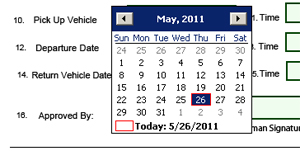 10. Pick Up Vehicle
May, 2011
1. Time
Sun Mon Tue Wed Thu Fri Sat
24 25 26 27 28 29 30
12. Departure Date
3. Time
1 2 3 4 5 6 7
8 9 10 11 12 13 14
14. Return Vehicle Date
15 16 17 18 19 20 21
5. Time
22 23 24 25 26 27 28
29 30 31 1 2 3 4
16. Approved By:
Today: 5/26/2011
man Signatur